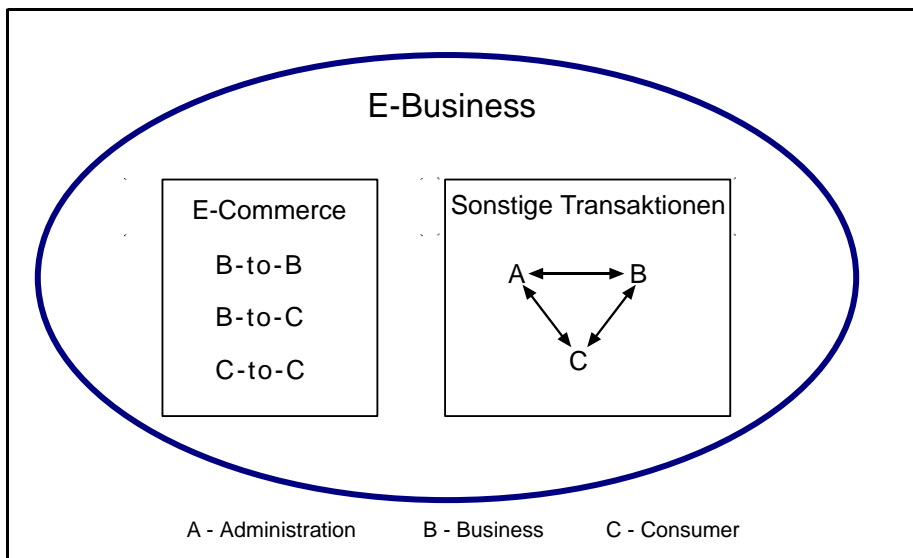 E-Business
E-Commerce
B-to-B
B-to-C
C-to-C
Sonstige Transaktionen
A
B
C
A - Administration
B - Business
C - Consumer